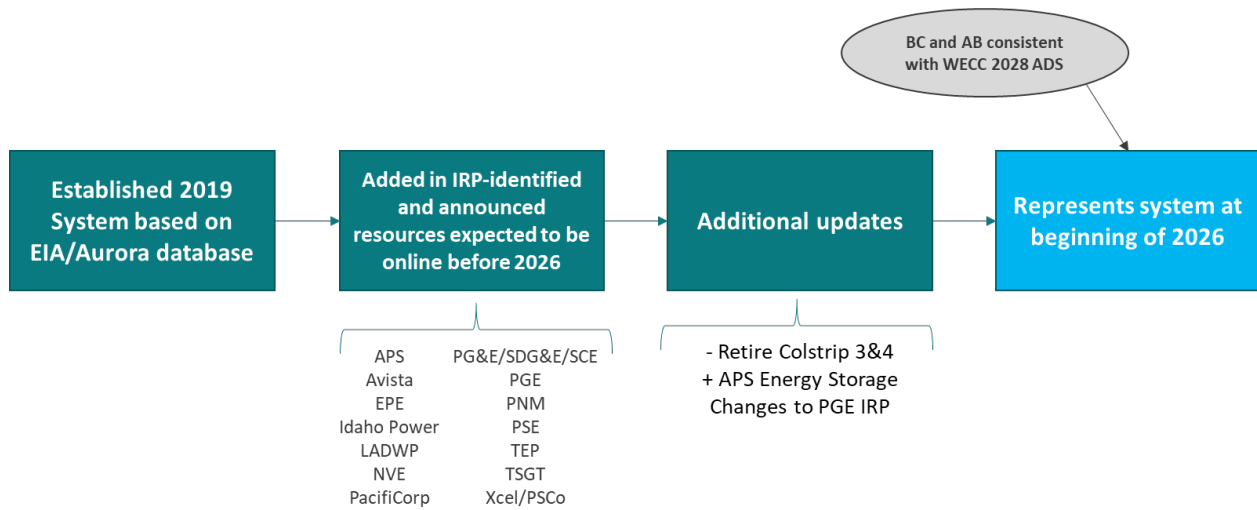 BC and AB consistent
with WECC 2028 ADS
Established 2019
System based on
EIA/Aurora database
Added in IRP-identified
and announced
resources expected to be
online before 2026
Additional updates
Represents system at
beginning of 2026
APS
Avista
EPE
Idaho Power
LADWP
NVE
PacifiCorp
PG&E/SDG&E/SCE
PGE
PNM
PSE
TEP
TSGT
Xcel/PSCo
- Retire Colstrip 3&4
+ APS Energy Storage
Changes to PGE IRP